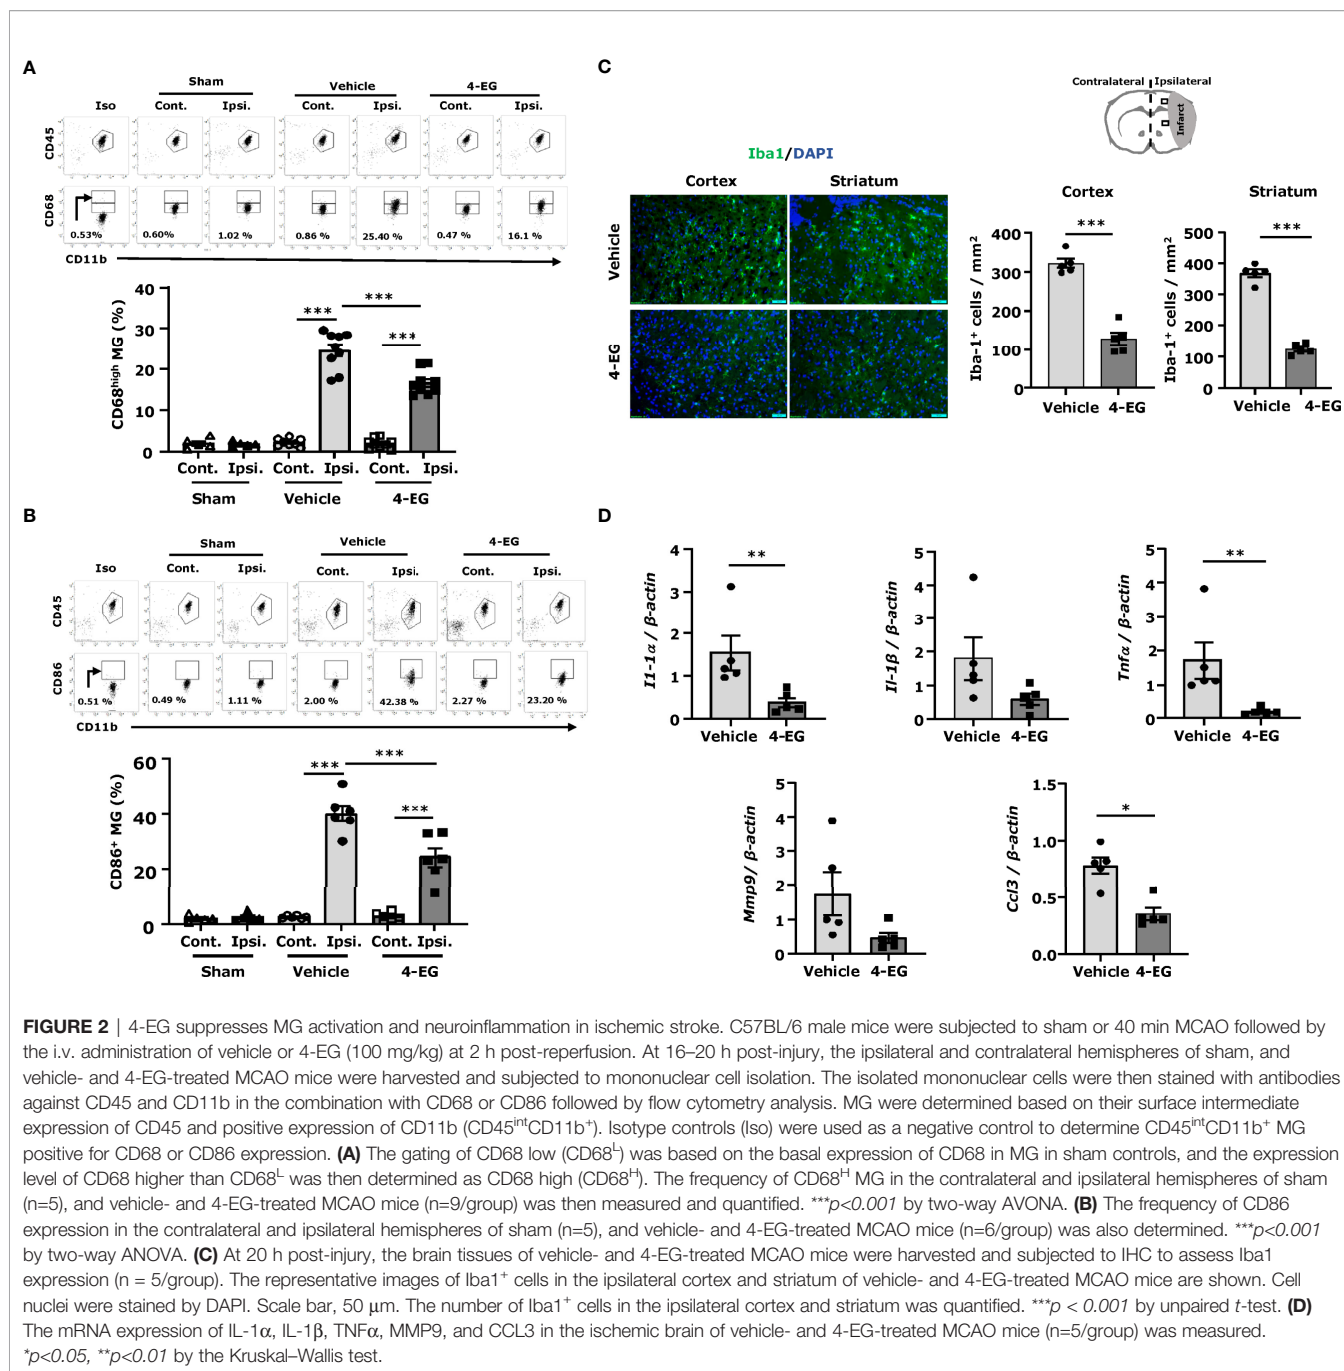 A
Sham
Vehicle
4-EG
Iso
Cont.
Ipsi.
Cont.
Ipsi.
Cont.
Ipsi.
CD45
CD68
0.53%
0.60%
1.02 %
0.86 %
25.40 %
0.47 %
16.1 %
CD11b
CD68high MG (%)
40
30
20
10
0
***
***
***
Cont.
Ipsi.
Cont.
Ipsi.
Cont.
Ipsi.
Sham
Vehicle
4-EG
B
Sham
Vehicle
4-EG
Iso
Cont.
Ipsi.
Cont.
Ipsi.
Cont.
Ipsi.
CD45
CD86
0.51 %
0.49 %
1.11 %
2.00 %
42.38 %
2.27 %
23.20 %
CD11b
CD86+ MG (%)
60
40
20
0
***
***
***
Cont.
Ipsi.
Cont.
Ipsi.
Cont.
Ipsi.
Sham
Vehicle
4-EG
C
Contralateral
Ipsilateral
Infarct
Iba1/DAPI
Cortex
Striatum
Vehicle
4-EG
Cortex
***
Iba-1+ cells / mm2
400
300
200
100
0
Vehicle 4-EG
Striatum
***
Iba-1+ cells / mm2
500
400
300
200
100
0
Vehicle 4-EG
D
I1-1α / β-actin
4
3
2
1
0
**
Vehicle 4-EG
Il-1β / β-actin
5
4
3
2
1
0
Vehicle 4-EG
Tnfα / β-actin
5
4
3
2
1
0
**
Vehicle 4-EG
Mmp9/ β-actin
5
4
3
2
1
0
Vehicle 4-EG
Ccl3 / β-actin
1.5
1.0
0.5
0.0
*
Vehicle 4-EG
FIGURE 2 | 4-EG suppresses MG activation and neuroinflammation in ischemic stroke. C57BL/6 male mice were subjected to sham or 40 min MCAO followed by
the i.v. administration of vehicle or 4-EG (100 mg/kg) at 2 h post-reperfusion. At 16–20 h post-injury, the ipsilateral and contralateral hemispheres of sham, and
vehicle- and 4-EG-treated MCAO mice were harvested and subjected to mononuclear cell isolation. The isolated mononuclear cells were then stained with antibodies
against CD45 and CD11b in the combination with CD68 or CD86 followed by flow cytometry analysis. MG were determined based on their surface intermediate
expression of CD45 and positive expression of CD11b (CD45intCD11b+). Isotype controls (Iso) were used as a negative control to determine CD45intCD11b+ MG
positive for CD68 or CD86 expression. (A) The gating of CD68 low (CD68L) was based on the basal expression of CD68 in MG in sham controls, and the expression
level of CD68 higher than CD68L was then determined as CD68 high (CD68H). The frequency of CD68H MG in the contralateral and ipsilateral hemispheres of sham
(n=5), and vehicle- and 4-EG-treated MCAO mice (n=9/group) was then measured and quantified. ***p<0.001 by two-way AVONA. (B) The frequency of CD86
expression in the contralateral and ipsilateral hemispheres of sham (n=5), and vehicle- and 4-EG-treated MCAO mice (n=6/group) was also determined. ***p<0.001
by two-way ANOVA. (C) At 20 h post-injury, the brain tissues of vehicle- and 4-EG-treated MCAO mice were harvested and subjected to IHC to assess Iba1
expression (n = 5/group). The representative images of Iba1+ cells in the ipsilateral cortex and striatum of vehicle- and 4-EG-treated MCAO mice are shown. Cell
nuclei were stained by DAPI. Scale bar, 50 μm. The number of Iba1+ cells in the ipsilateral cortex and striatum was quantified. ***p < 0.001 by unpaired t-test. (D)
The mRNA expression of IL-1α, IL-1β, TNFα, MMP9, and CCL3 in the ischemic brain of vehicle- and 4-EG-treated MCAO mice (n=5/group) was measured.
*p<0.05, **p<0.01 by the Kruskal–Wallis test.